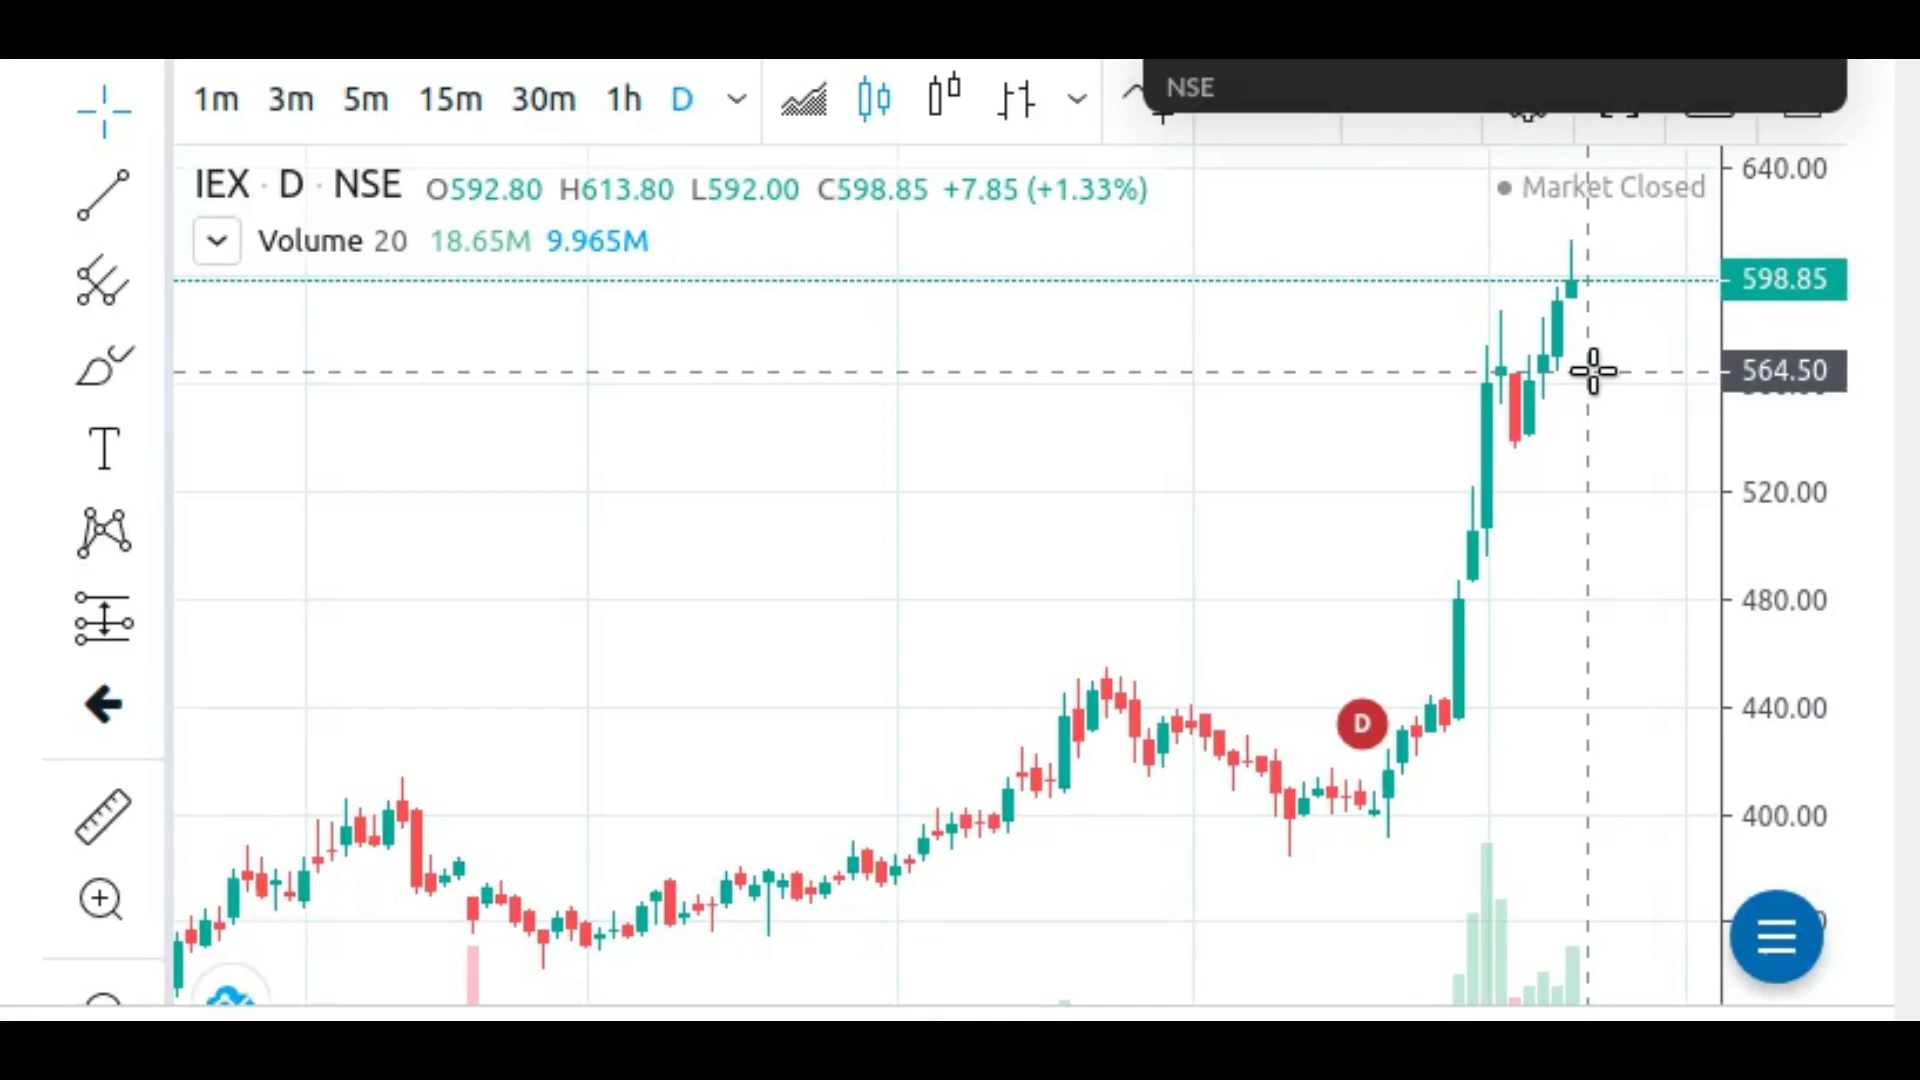 NSE
1m 3m 5m 15m 30m 1h D
IEX · D · NSE O592.80 H613.80 L592.00 C598.85 +7.85 (+1.33%)
Market Closed
Volume 20 18.65M 9.965M
640.00
598.85
564.50
520.00
480.00
440.00
400.00
T
D